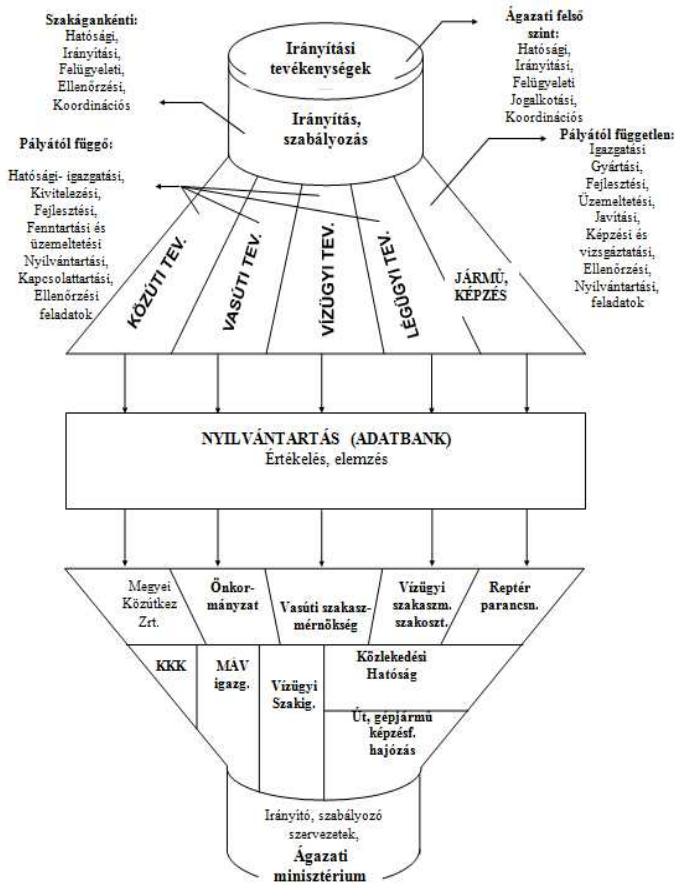 Szakágankénti:
Hatósági,
Irányítási,
Felügyeleti,
Ellenőrzési,
Koordinációs
Irányítási
tevékenységek
Irányítás,
szabályozás
Ágazati felső
szint:
Hatósági,
Irányítási,
Felügyeleti
Jogalkotási,
Koordinációs
Pályától függő:
Hatósági- igazgatási,
Kivitelezési,
Fejlesztési,
Fenntartási és
üzemeltetési
Nyilvántartási,
Kapcsolattartási,
Ellenőrzési
feladatok
Pályától független:
Igazgatási
Gyártási,
Fejlesztési,
Üzemeltetési,
Javítási,
Képzési és
vizsgáztatási,
Ellenőrzési,
Nyilvántartási,
feladatok
KÖZÚTI TEV.
VASÚTI TEV.
VÍZÜGYI TEV.
LÉGÜGYI TEV.
JÁRMŰ,
KÉPZÉS
NYILVÁNTARTÁS (ADATBANK)
Értékelés, elemzés
Megyei
Közútkez
Zrt.
Önkor-
mányzat
Vasúti szakasz-
mérnökség
Vízügyi
szakaszm.
szakoszt.
Reptér
parancsn.
KKK
MÁV
igazg.
Vízügyi
Szakig.
Közlekedési
Hatóság
Út, gépjármű
képzésf.
hajózás
Irányító, szabályozó
szervezetek,
Ágazati
minisztérium